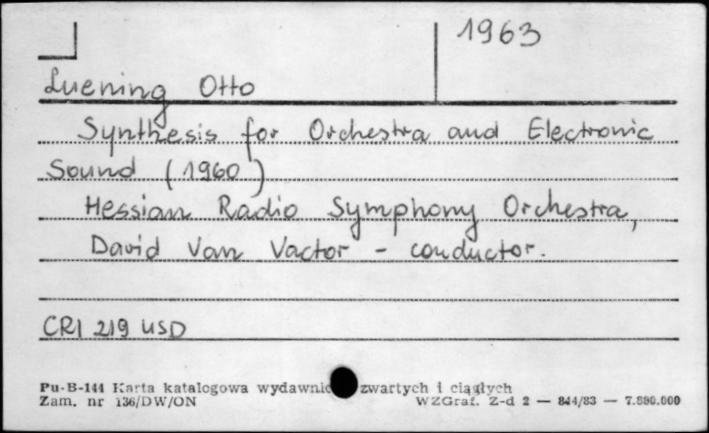 1963
Luening Otto
Synthesis for Orchestra and Electronic
Sound (1960)
Hessian Radio Symphony Orchestra,
David Van Vactor - conductor.
CRI 219 USD
Pu-B-144 Karta katalogowa wydawnic zwartych i ciągłych
Zam. nr 136/DW/ON WZGraf. Z-d 2 — 844/83 — 7.880.000